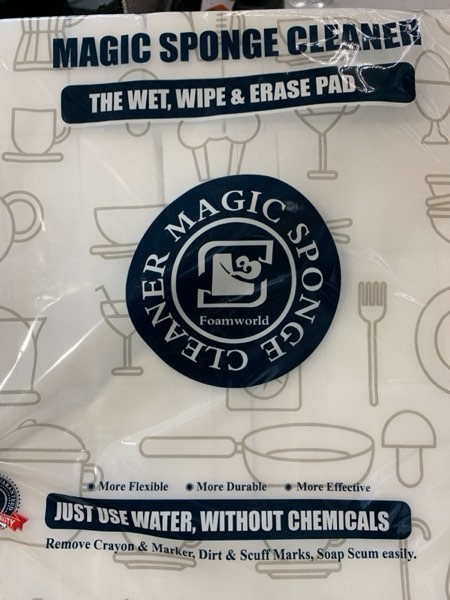 MAGIC SPONGE CLEANER
THE WET, WIPE & ERASE PAD
MAGIC SPONGE CLEANER
Foamworld
More Flexible More Durable More Effective
JUST USE WATER, WITHOUT CHEMICALS
Remove Crayon & Marker, Dirt & Scuff Marks, Soap Scum easily.